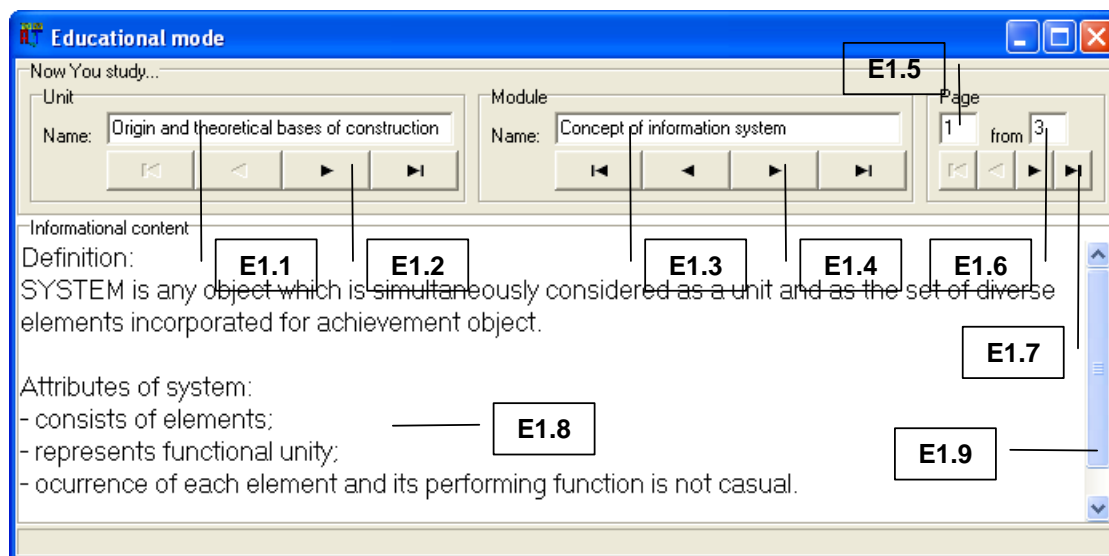 Educational mode
Now You study...
E1.5
Unit
Module
Page
Name: Origin and theoretical bases of construction
Name: Concept of information system
1 from 3
Informational content
E1.1
E1.2
E1.3
E1.4
E1.6
Definition:
SYSTEM is any object which is simultaneously considered as a unit and as the set of diverse
elements incorporated for achievement object.
E1.7
Attributes of system:
- consists of elements;
E1.8
- represents functional unity;
E1.9
- ocurrence of each element and its performing function is not casual.